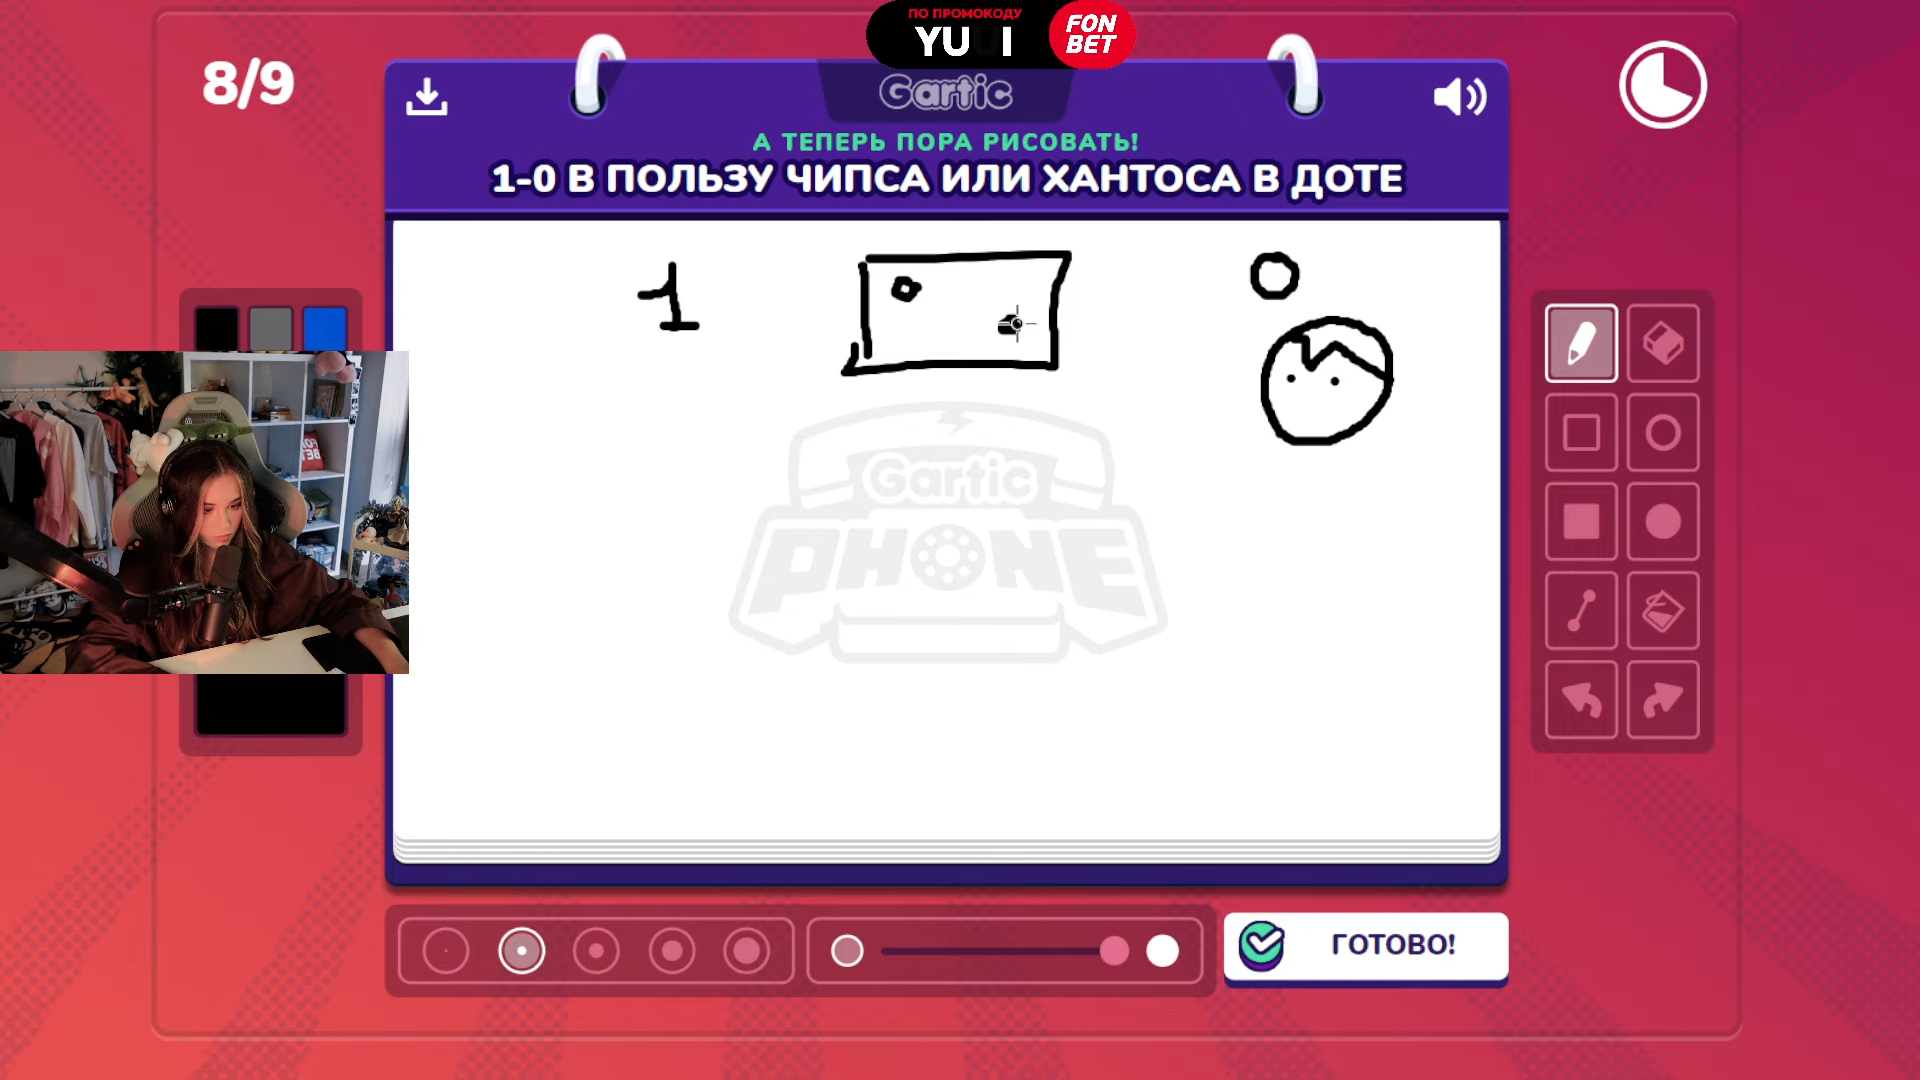 ПО ПРОМОКОДУ
FON
BET
8/9
Gartic
А ТЕПЕРЬ ПОРА РИСОВАТЬ!
1-0 В ПОЛЬЗУ ЧИПСА ИЛИ ХАНТОСА В ДОТЕ
1
0
Gartic
PHONE
ГОТОВО!